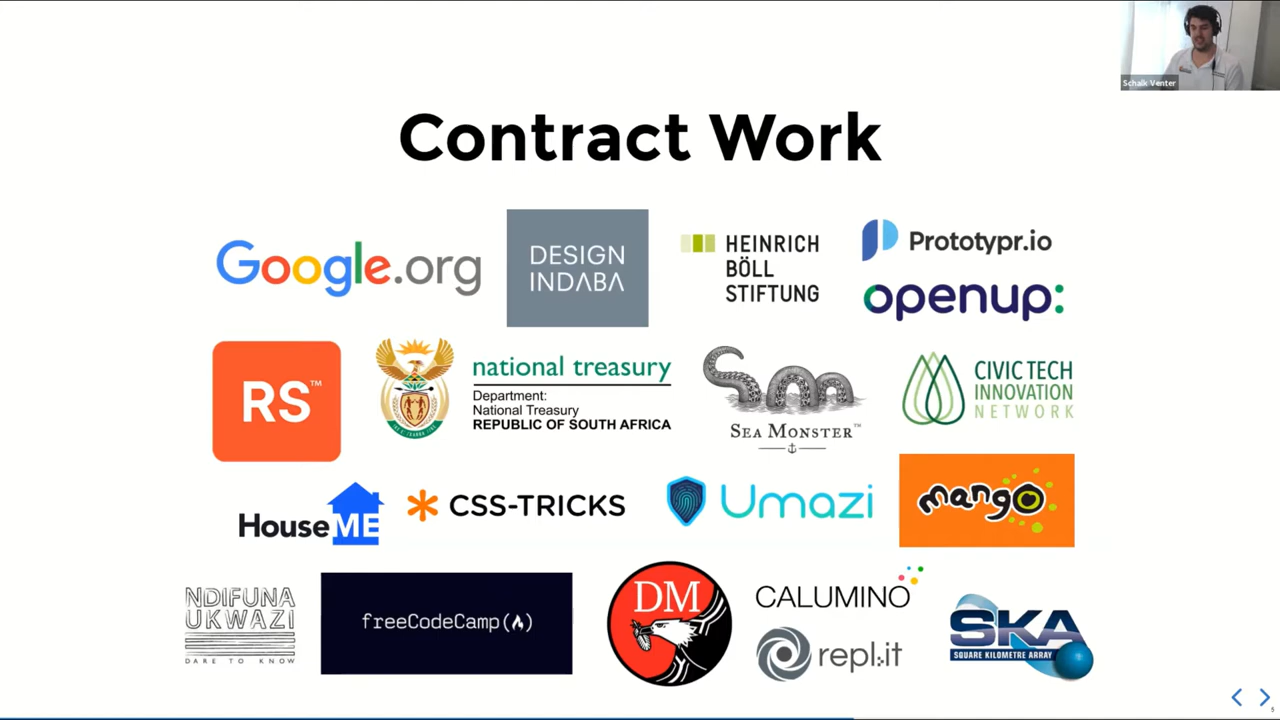 Schalk Venter
Contract Work
Google.org
DESIGN
INDABA
HEINRICH
BÖLL
STIFTUNG
Prototypr.io
openup:
RS™
national treasury
Department:
National Treasury
REPUBLIC OF SOUTH AFRICA
SEA MONSTER™
CIVIC TECH
INNOVATION
NETWORK
HouseME
CSS-TRICKS
Umazi
mango
NDIFUNA
UKWAZI
DARE TO KNOW
freeCodeCamp(🔥)
DM
CALUMINO
repl.it
SKA
SQUARE KILOMETRE ARRAY
5